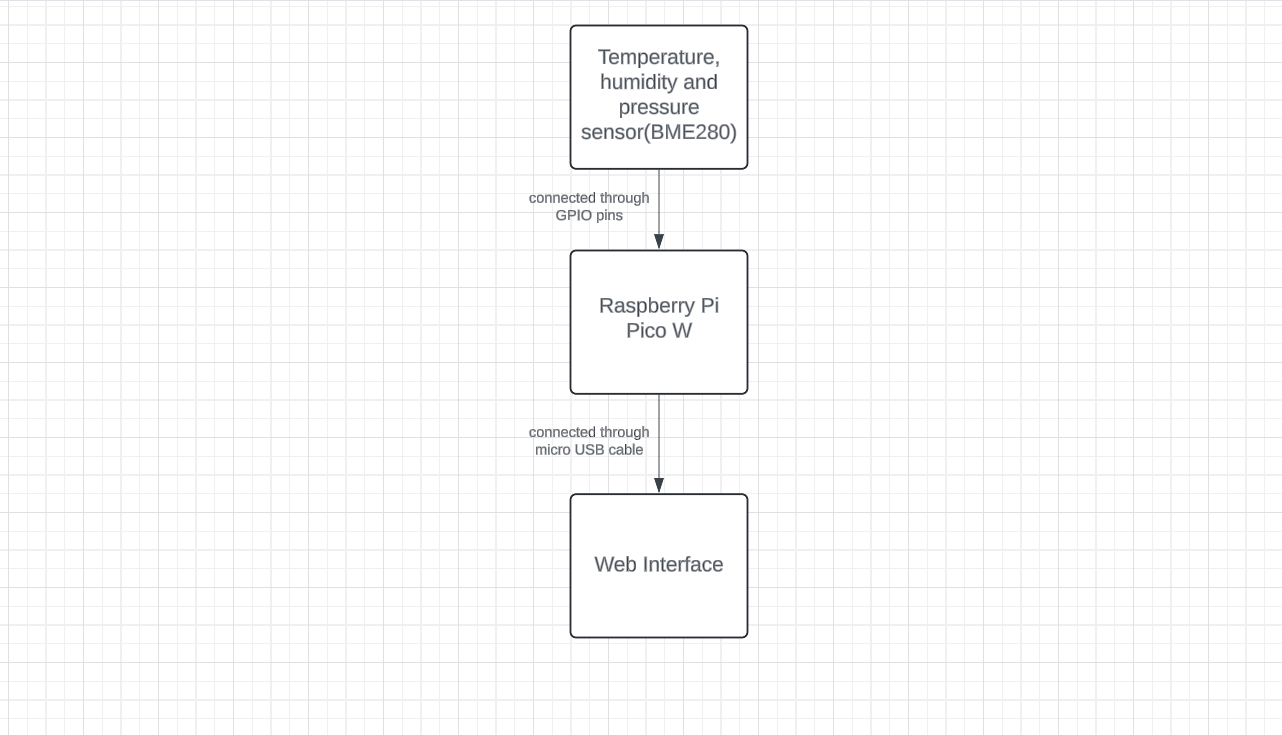 Temperature,
humidity and
pressure
sensor(BME280)
connected through
GPIO pins
Raspberry Pi
Pico W
connected through
micro USB cable
Web Interface